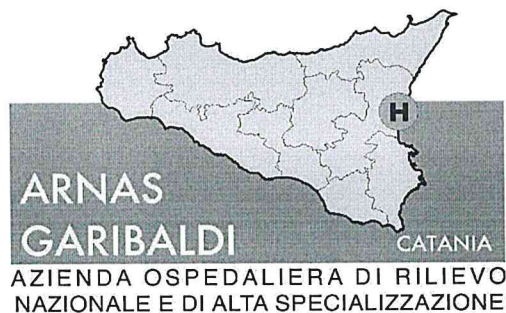 H
ARNAS
GARIBALDI
CATANIA
AZIENDA OSPEDALIERA DI RILIEVO
NAZIONALE E DI ALTA SPECIALIZZAZIONE